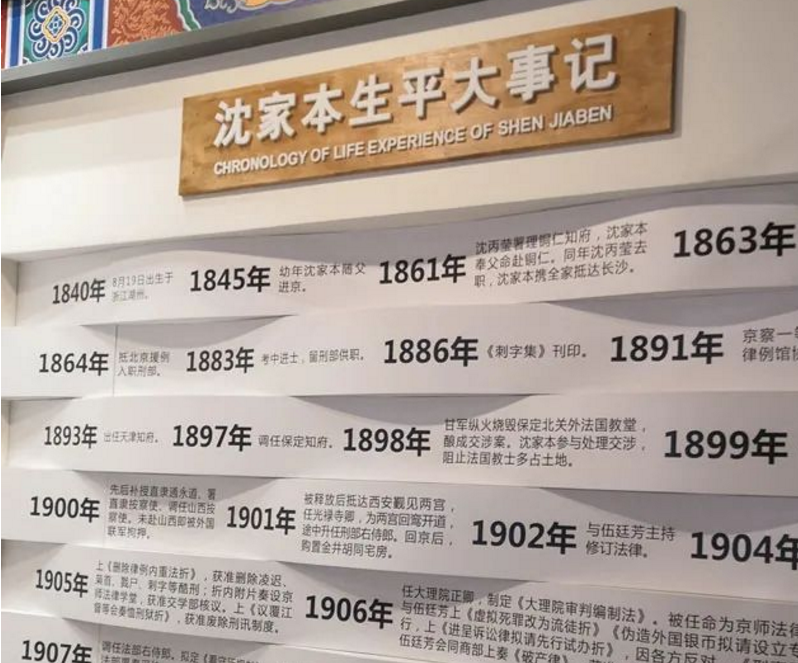 沈家本生平大事记
CHRONOLOGY OF LIFE EXPERIENCE OF SHEN JIABEN
1840年
8月19日出生于
浙江湖州。
1845年
幼年沈家本随父
进京。
1861年
沈丙莹署理铜仁知府，沈家本
奉父命赴铜仁。同年沈丙莹去
职，沈家本携全家抵达长沙。
1863年
1864年
抵北京援例
入职刑部。
1883年
考中进士，留刑部供职。
1886年
《刺字集》刊印。
1891年
京察一等
律例馆
1893年
出任天津知府。
1897年
调任保定知府。
1898年
甘军纵火烧毁保定北关外法国教堂，
酿成交涉案。沈家本参与处理交涉，
阻止法国教士多占土地。
1899年
1900年
先后补授直隶通永道、署
直隶按察使、调任山西按
察使。未赴山西即被外国
联军拘押。
1901年
被释放后抵达西安觐见两宫，
任光禄寺卿，为两宫回銮开道，
途中升任刑部右侍郎。回京后，
购置金井胡同宅房。
1902年
与伍廷芳主持
修订法律。
1904年
1905年
上《删除律例内重法折》，获准删除凌迟、
枭首、戮尸、刺字等酷刑；折内附片奏设京
师法律学堂，获准交学部核议。上《议覆江
督等会奏恤刑狱折》，获准废除刑讯制度。
1906年
任大理院正卿，制定《大理院审判编制法》。被任命为京师法律
与伍廷芳上《虚拟死罪改为流徒折》《伪造外国银币拟请设立专
行，上《进呈诉讼律拟请先行试办折》，因各方反对
伍廷芳会同商部上奏《破产律》
1907年
调任法部右侍郎。拟定